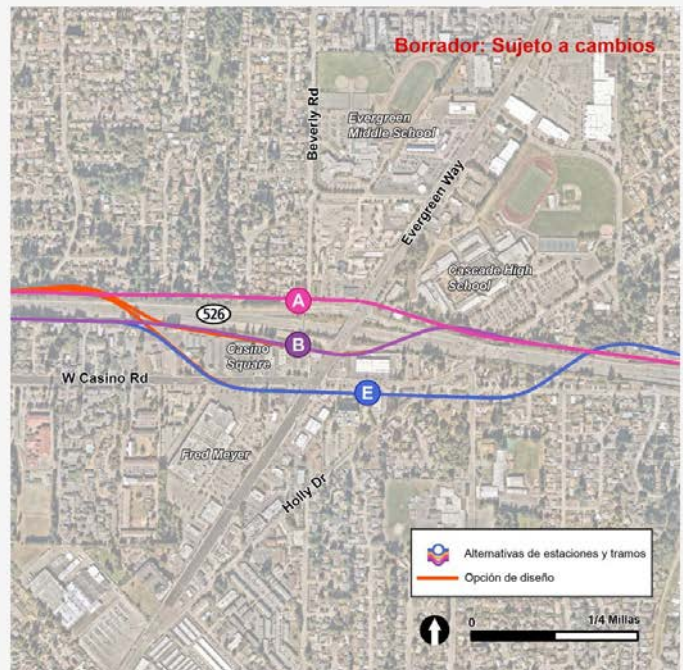 Borrador: Sujeto a cambios
Beverly Rd
Evergreen
Middle School
Evergreen Way
Cascade High
School
A
526
B
Casino
Square
W Casino Rd
E
Fred Meyer
Holly Dr
Alternativas de estaciones y tramos
Opción de diseño
0
1/4 Millas